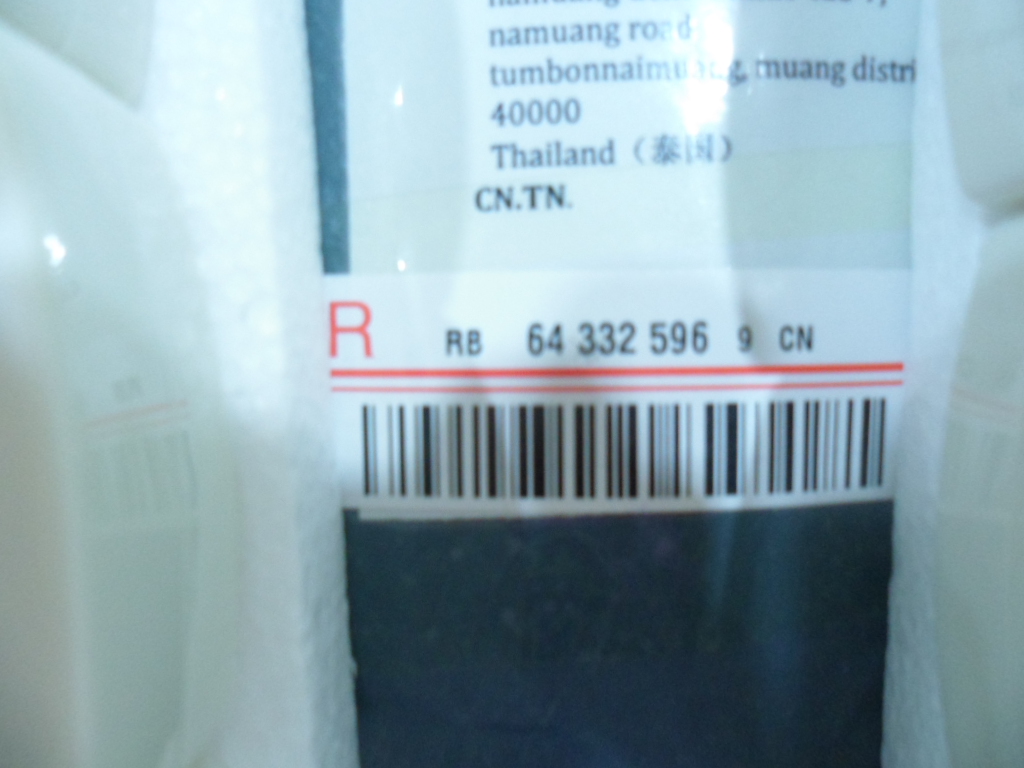 namuang road
tumbonnaimuang, muang distri
40000
Thailand（泰国）
CN.TN.
R RB 64 332 596 9 CN